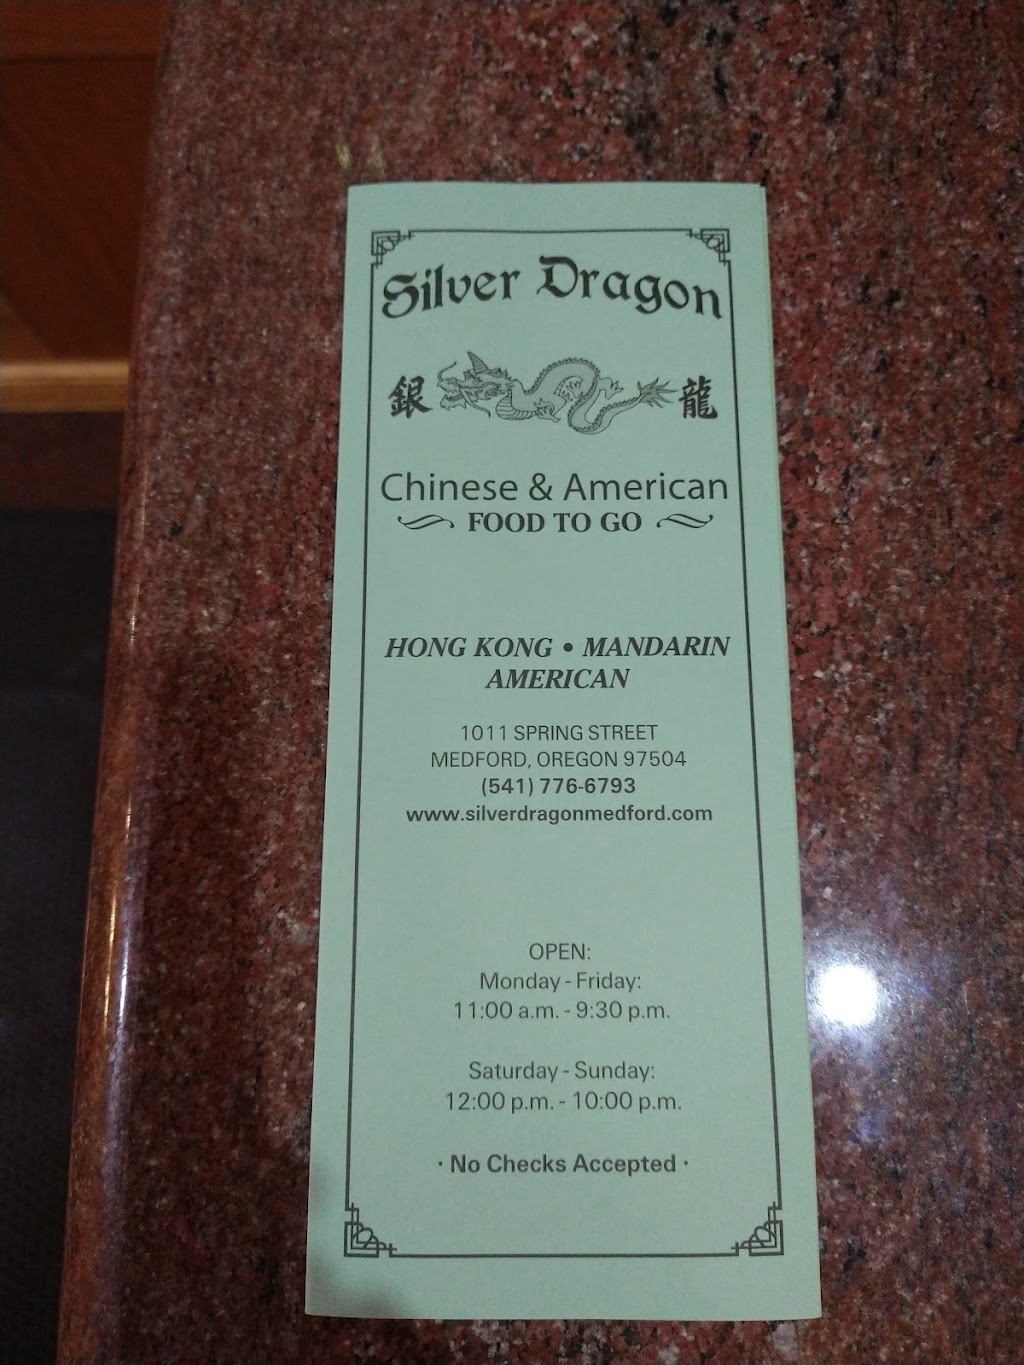 Silver Dragon
銀 龍
Chinese & American
FOOD TO GO
HONG KONG • MANDARIN
AMERICAN
1011 SPRING STREET
MEDFORD, OREGON 97504
(541) 776-6793
www.silverdragonmedford.com
OPEN:
Monday - Friday:
11:00 a.m. - 9:30 p.m.
Saturday - Sunday:
12:00 p.m. - 10:00 p.m.
· No Checks Accepted ·